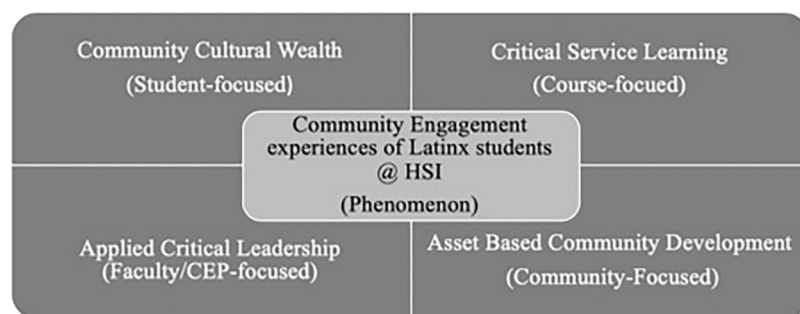 Community Cultural Wealth
(Student-focused)
Critical Service Learning
(Course-focued)
Community Engagement
experiences of Latinx students
@ HSI
(Phenomenon)
Applied Critical Leadership
(Faculty/CEP-focused)
Asset Based Community Development
(Community-Focused)